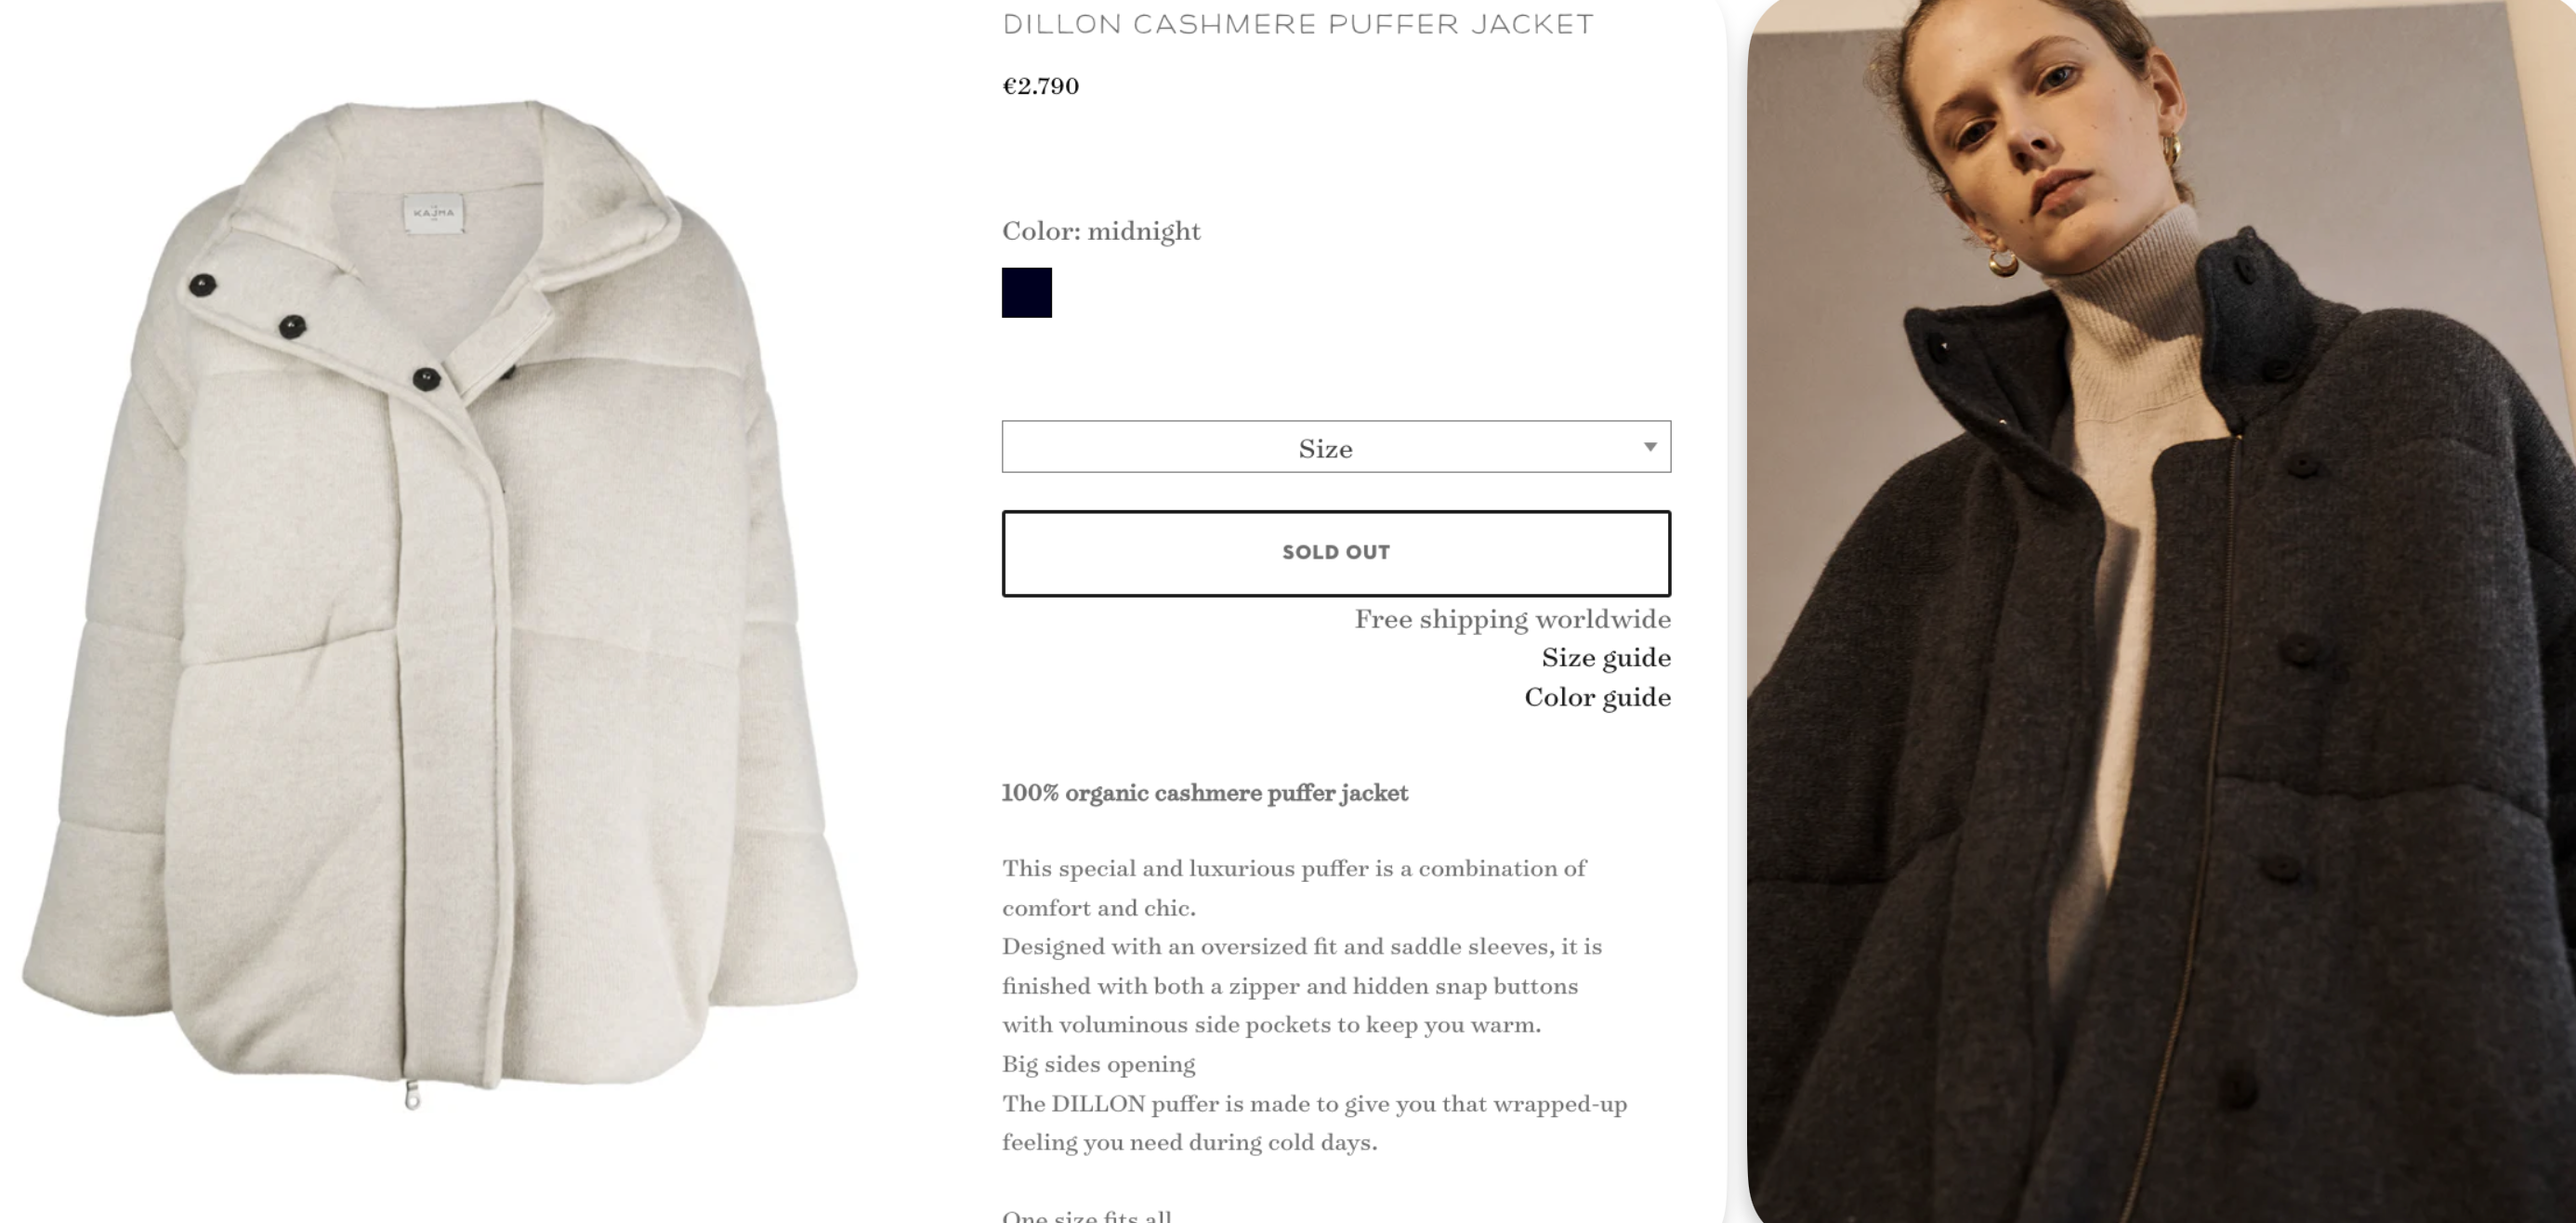 KAJHA
DILLON CASHMERE PUFFER JACKET
€2.790
Color: midnight
Size
SOLD OUT
Free shipping worldwide
Size guide
Color guide
100% organic cashmere puffer jacket
This special and luxurious puffer is a combination of
comfort and chic.
Designed with an oversized fit and saddle sleeves, it is
finished with both a zipper and hidden snap buttons
with voluminous side pockets to keep you warm.
Big sides opening
The DILLON puffer is made to give you that wrapped-up
feeling you need during cold days.
One size fits all